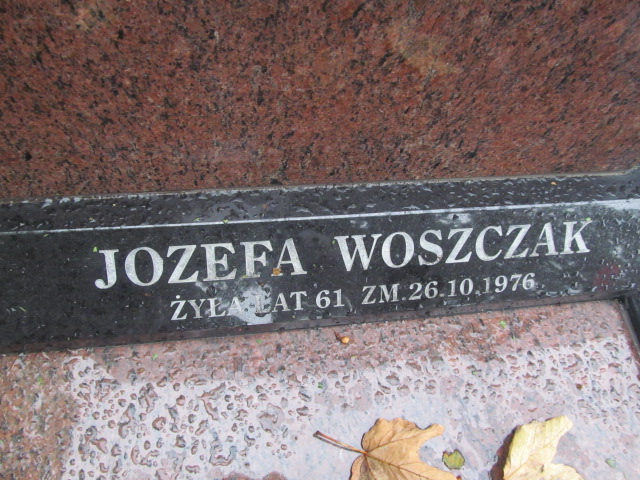 JOZEFA WOSZCZAK
ŻYŁA LAT 61 ZM. 26.10.1976